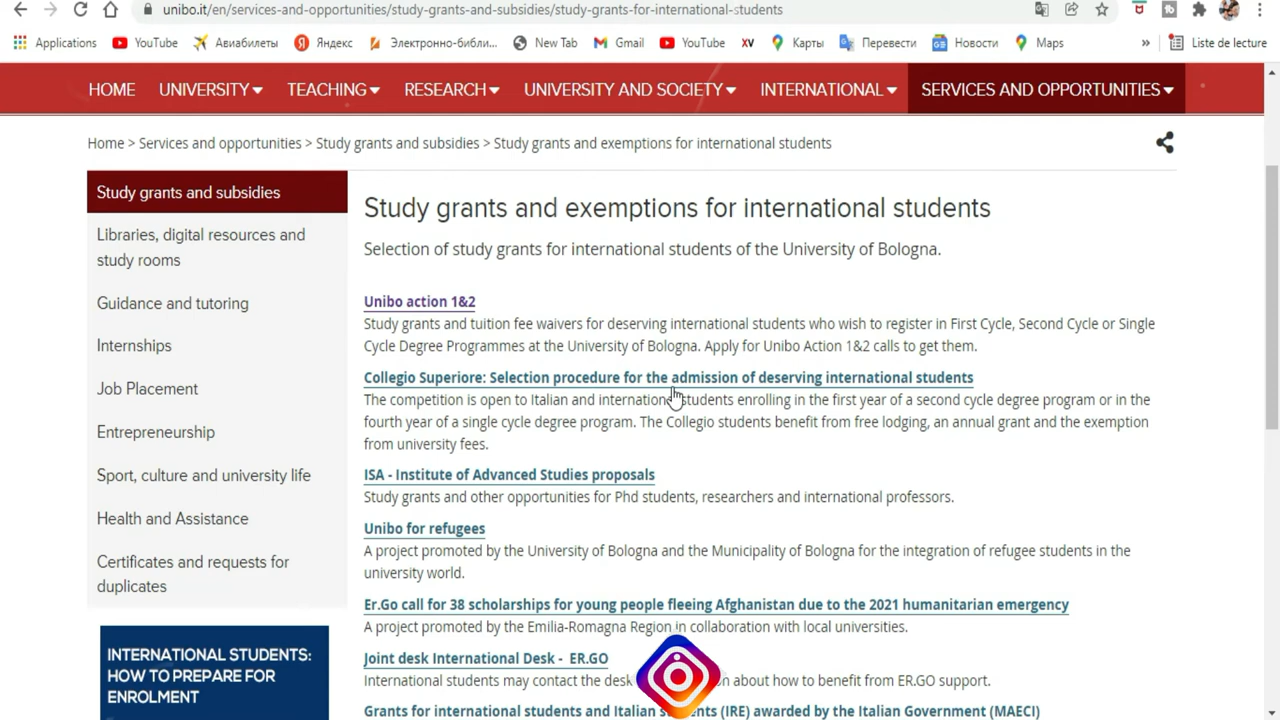 unibo.it/en/services-and-opportunities/study-grants-and-subsidies/study-grants-for-international-students
Applications YouTube Авиабилеты Яндекс Электронно-библи... New Tab Gmail YouTube XV Карты Перевести Новости Maps » Liste de lecture
HOME UNIVERSITY TEACHING RESEARCH UNIVERSITY AND SOCIETY INTERNATIONAL SERVICES AND OPPORTUNITIES
Home > Services and opportunities > Study grants and subsidies > Study grants and exemptions for international students
Study grants and subsidies
Libraries, digital resources and
study rooms
Guidance and tutoring
Internships
Job Placement
Entrepreneurship
Sport, culture and university life
Health and Assistance
Certificates and requests for
duplicates
INTERNATIONAL STUDENTS:
HOW TO PREPARE FOR
ENROLMENT
Study grants and exemptions for international students
Selection of study grants for international students of the University of Bologna.
Unibo action 1&2
Study grants and tuition fee waivers for deserving international students who wish to register in First Cycle, Second Cycle or Single
Cycle Degree Programmes at the University of Bologna. Apply for Unibo Action 1&2 calls to get them.
Collegio Superiore: Selection procedure for the admission of deserving international students
The competition is open to Italian and international students enrolling in the first year of a second cycle degree program or in the
fourth year of a single cycle degree program. The Collegio students benefit from free lodging, an annual grant and the exemption
from university fees.
ISA - Institute of Advanced Studies proposals
Study grants and other opportunities for Phd students, researchers and international professors.
Unibo for refugees
A project promoted by the University of Bologna and the Municipality of Bologna for the integration of refugee students in the
university world.
Er.Go call for 38 scholarships for young people fleeing Afghanistan due to the 2021 humanitarian emergency
A project promoted by the Emilia-Romagna Region in collaboration with local universities.
Joint desk International Desk - ER.GO
International students may contact the desk about how to benefit from ER.GO support.
Grants for international students and Italian (IRE) awarded by the Italian Government (MAECI)